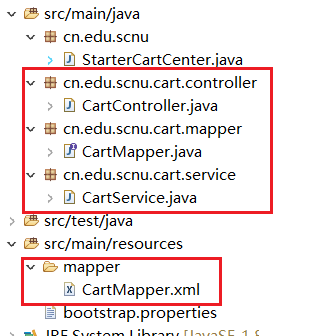 src/main/java
cn.edu.scnu
StarterCartCenter.java
cn.edu.scnu.cart.controller
CartController.java
cn.edu.scnu.cart.mapper
CartMapper.java
cn.edu.scnu.cart.service
CartService.java
src/test/java
src/main/resources
mapper
CartMapper.xml
bootstrap.properties
JRE System Library [JavaSE-1.8